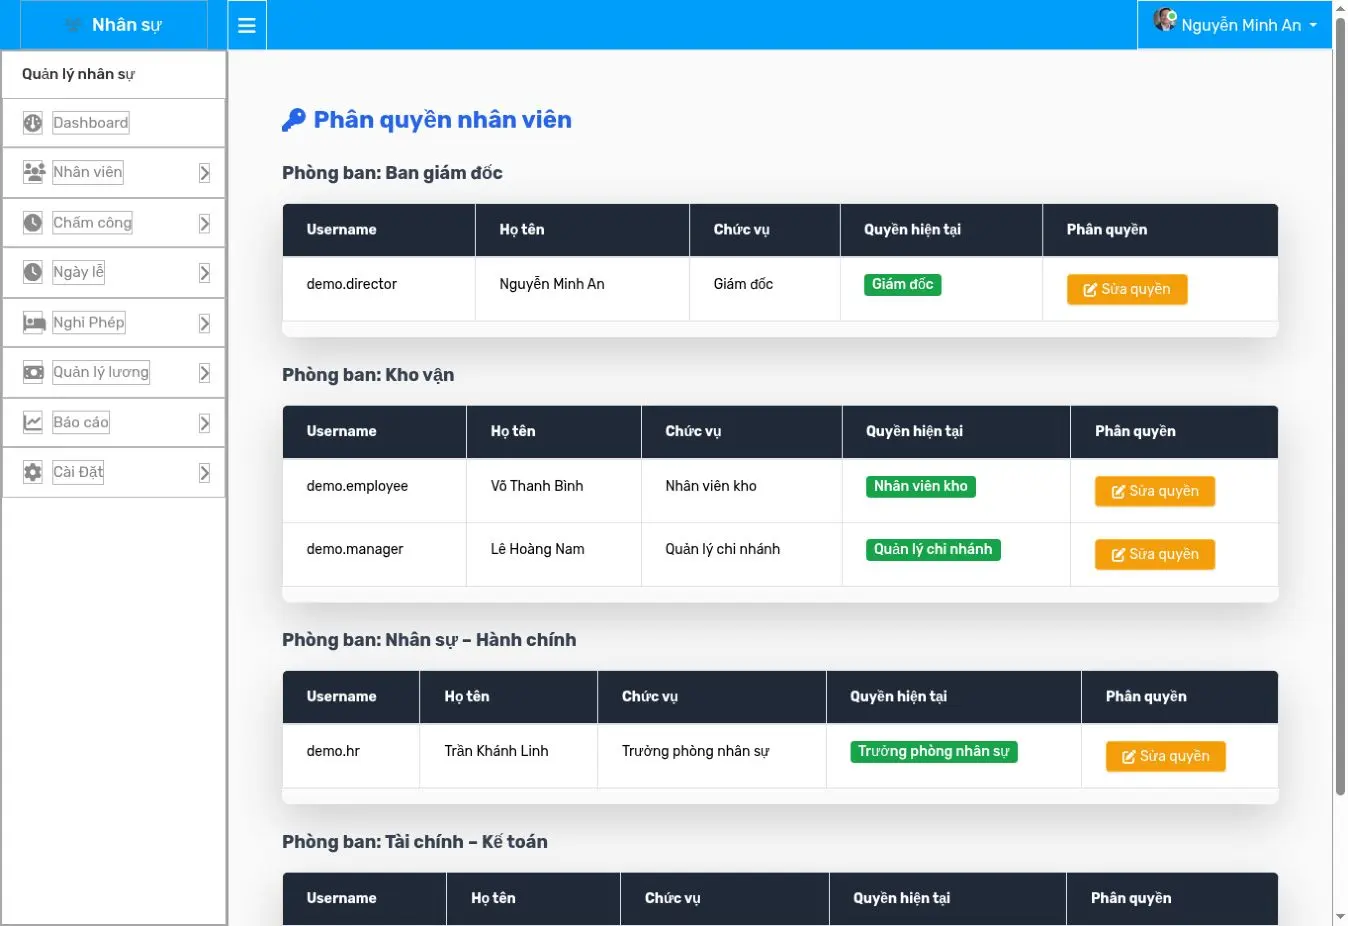 Nhân sự
Nguyễn Minh An
Quản lý nhân sự
Dashboard
Nhân viên
Chấm công
Ngày lễ
Nghỉ Phép
Quản lý lương
Báo cáo
Cài Đặt
Phân quyền nhân viên
Phòng ban: Ban giám đốc
Username Họ tên Chức vụ Quyền hiện tại Phân quyền
demo.director Nguyễn Minh An Giám đốc Giám đốc Sửa quyền
Phòng ban: Kho vận
Username Họ tên Chức vụ Quyền hiện tại Phân quyền
demo.employee Võ Thanh Bình Nhân viên kho Nhân viên kho Sửa quyền
demo.manager Lê Hoàng Nam Quản lý chi nhánh Quản lý chi nhánh Sửa quyền
Phòng ban: Nhân sự – Hành chính
Username Họ tên Chức vụ Quyền hiện tại Phân quyền
demo.hr Trần Khánh Linh Trưởng phòng nhân sự Trưởng phòng nhân sự Sửa quyền
Phòng ban: Tài chính – Kế toán
Username Họ tên Chức vụ Quyền hiện tại Phân quyền